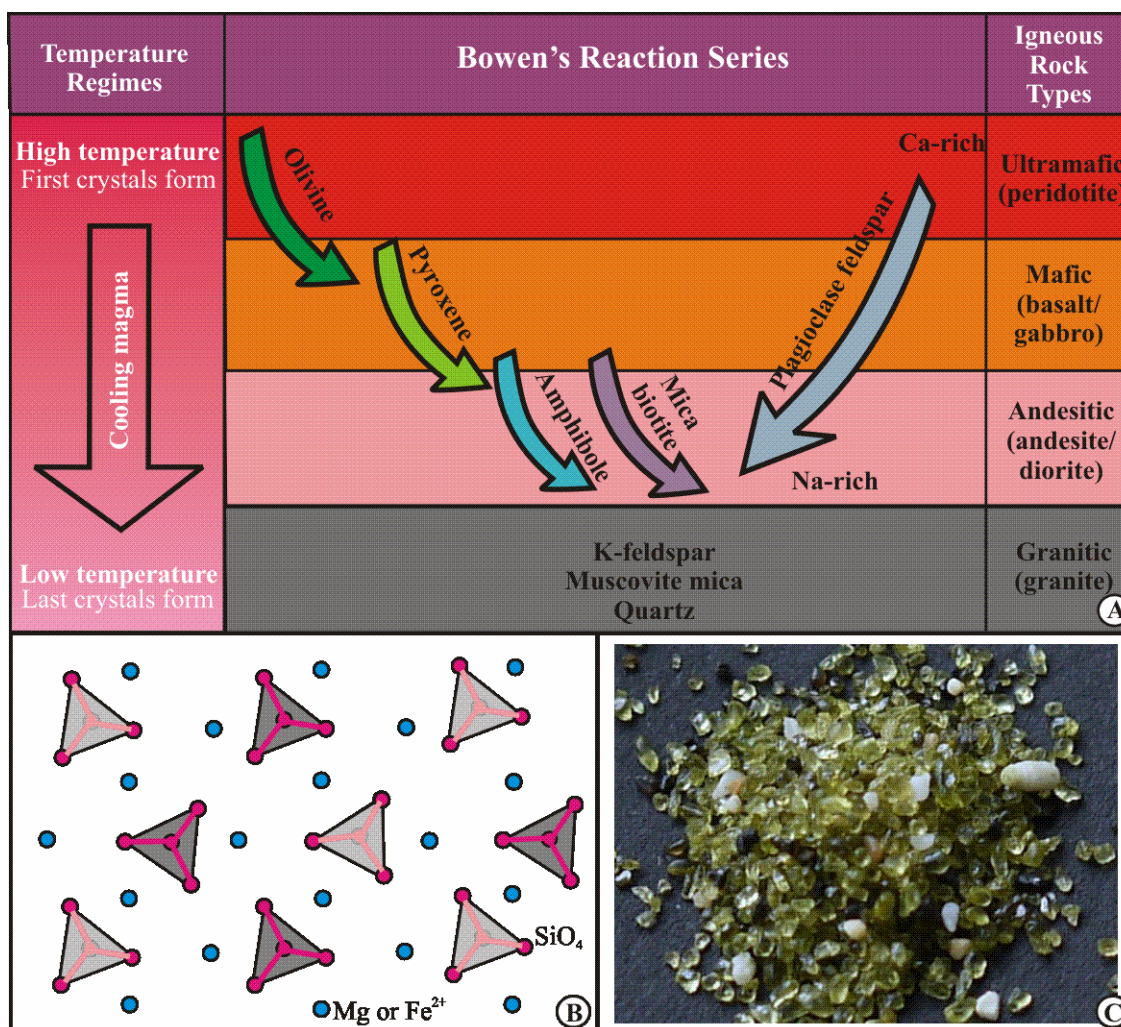 Temperature
Regimes
Bowen’s Reaction Series
Igneous
Rock
Types
High temperature
First crystals form
Cooling magma
Low temperature
Last crystals form
Olivine
Pyroxene
Amphibole
Mica
biotite
Plagioclase feldspar
Ca-rich
Na-rich
K-feldspar
Muscovite mica
Quartz
Ultramafic
(peridotite)
Mafic
(basalt/
gabbro)
Andesitic
(andesite/
diorite)
Granitic
(granite)
A
SiO₄
Mg or Fe²⁺
B
C